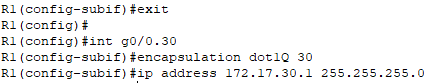 R1(config-subif)#exit
R1(config)#
R1(config)#int g0/0.30
R1(config-subif)#encapsulation dot1Q 30
R1(config-subif)#ip address 172.17.30.1 255.255.255.0